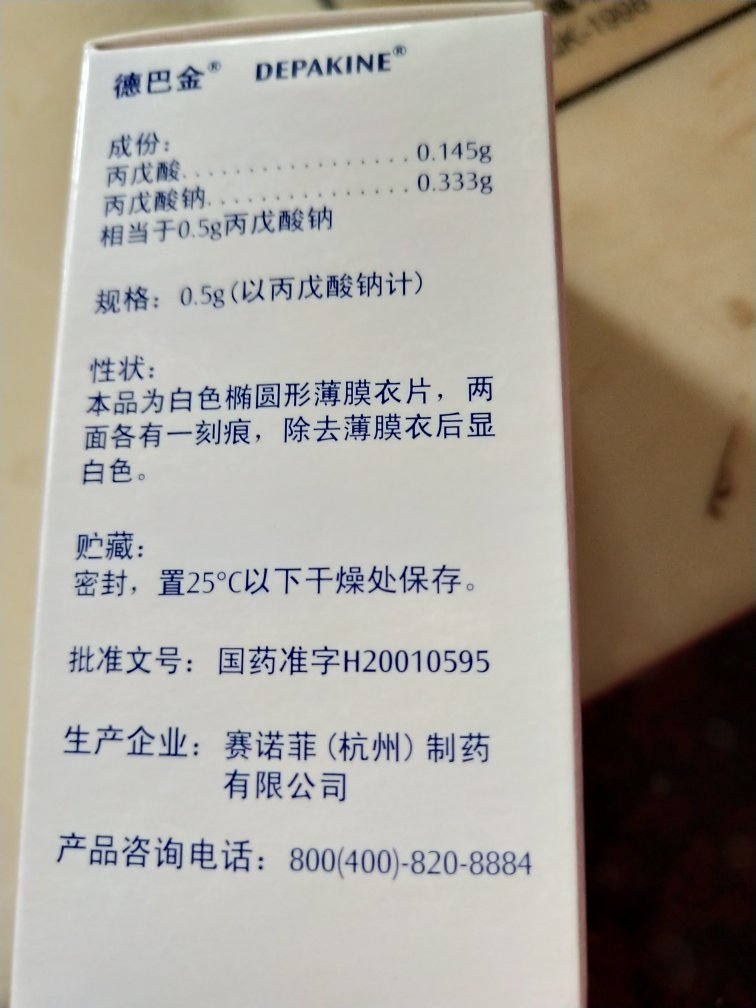 德巴金® DEPAKINE®
成份：
丙戊酸..................0.145g
丙戊酸钠................0.333g
相当于0.5g丙戊酸钠
规格：0.5g(以丙戊酸钠计)
性状：
本品为白色椭圆形薄膜衣片，两
面各有一刻痕，除去薄膜衣后显
白色。
贮藏：
密封，置25°C以下干燥处保存。
批准文号：国药准字H20010595
生产企业：赛诺菲(杭州)制药
有限公司
产品咨询电话：800(400)-820-8884